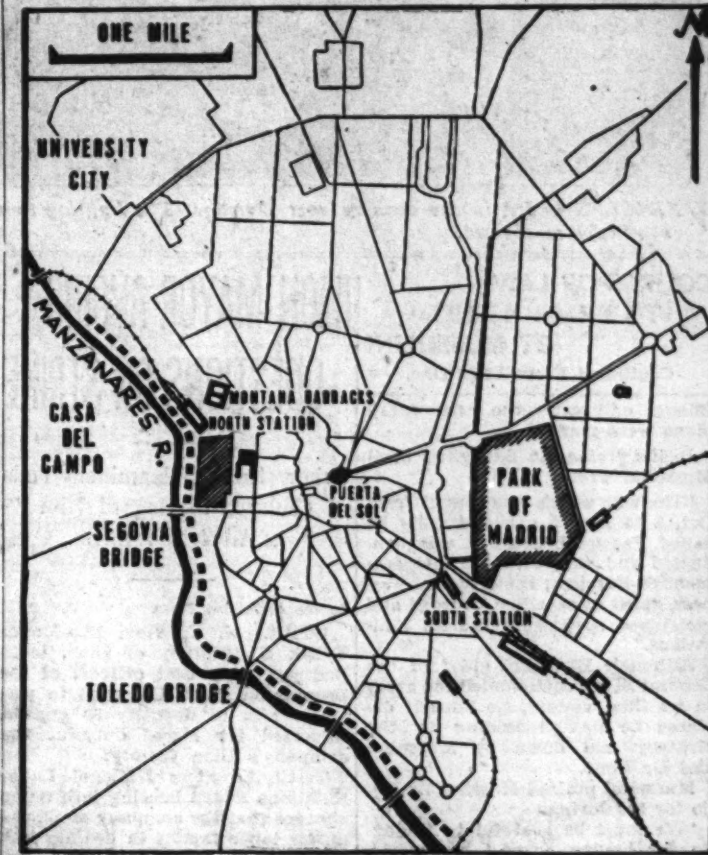 ONE MILE
N
UNIVERSITY
CITY
MANZANARES R.
MONTANA BARRACKS
NORTH STATION
CASA
DEL
CAMPO
PUERTA
DEL SOL
PARK
OF
MADRID
SEGOVIA
BRIDGE
SOUTH STATION
TOLEDO BRIDGE